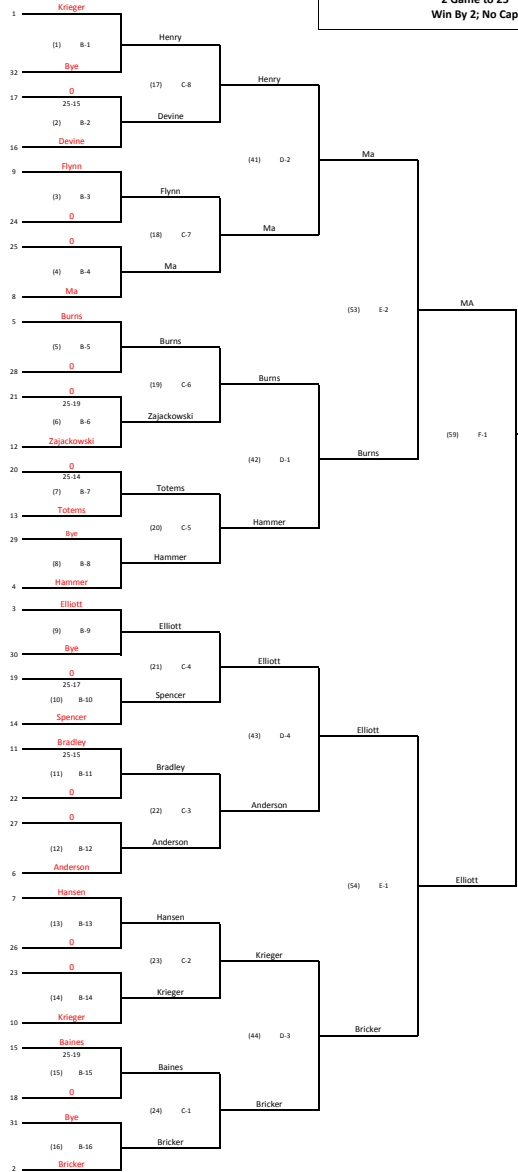 2 Game to 25
Win By 2; No Cap
1 Krieger
(1) B-1
Henry
32 Bye
17 0
25-15
(17) C-8
Henry
(2) B-2
Devine
16 Devine
9 Flynn
(41) D-2
Ma
(3) B-3
Flynn
24 0
25 0
(18) C-7
Ma
(4) B-4
Ma
8 Ma
5 Burns
(53) E-2
MA
(5) B-5
Burns
28 0
21 0
25-19
(19) C-6
Burns
(6) B-6
Zajackowski
12 Zajackowski
20 0
25-14
(42) D-1
Burns
(59) F-1
(7) B-7
Totems
13 Totems
29 Bye
(20) C-5
Hammer
(8) B-8
Hammer
4 Hammer
3 Elliott
(9) B-9
Elliott
30 Bye
19 0
25-17
(21) C-4
Elliott
(10) B-10
Spencer
14 Spencer
11 Bradley
25-15
(43) D-4
Elliott
(11) B-11
Bradley
22 0
27 0
(22) C-3
Anderson
(12) B-12
Anderson
6 Anderson
7 Hansen
(54) E-1
Elliott
(13) B-13
Hansen
26 0
23 0
(23) C-2
Krieger
(14) B-14
Krieger
10 Krieger
15 Baines
25-19
(44) D-3
Bricker
(15) B-15
Baines
18 0
31 Bye
(24) C-1
Bricker
(16) B-16
Bricker
2 Bricker